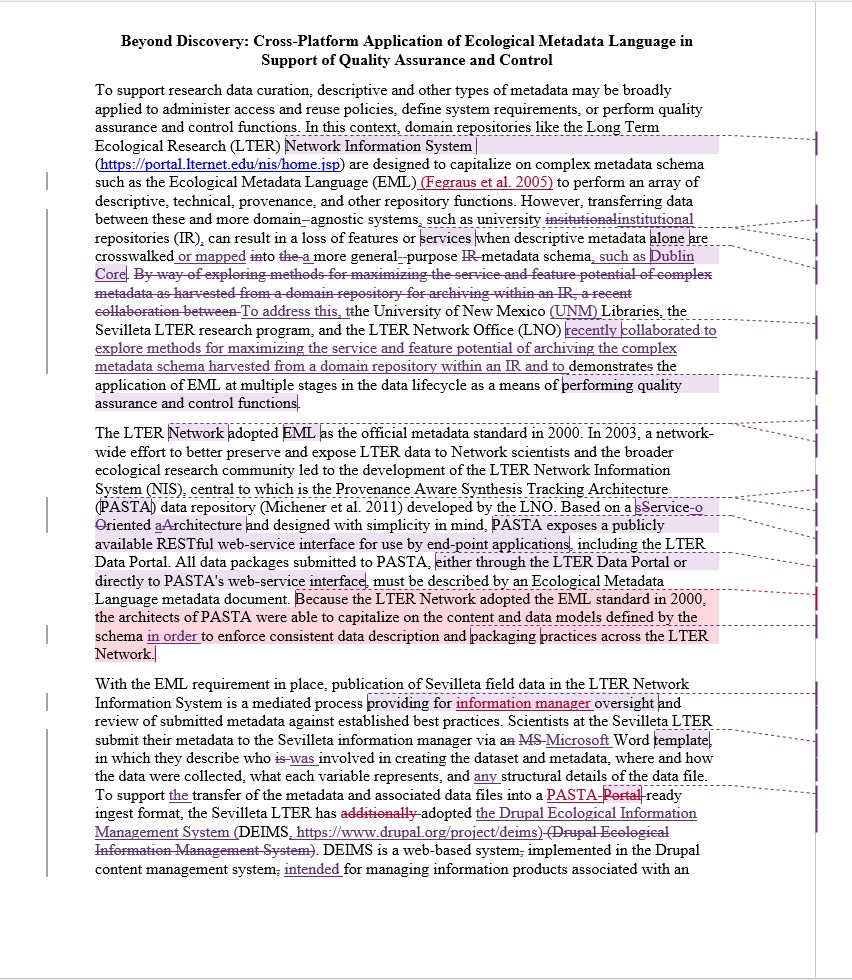 Beyond Discovery: Cross-Platform Application of Ecological Metadata Language in
Support of Quality Assurance and Control
To support research data curation, descriptive and other types of metadata may be broadly
applied to administer access and reuse policies, define system requirements, or perform quality
assurance and control functions. In this context, domain repositories like the Long Term
Ecological Research (LTER) Network Information System
(https://portal.lternet.edu/nis/home.jsp) are designed to capitalize on complex metadata schema
such as the Ecological Metadata Language (EML) (Fegraus et al. 2005) to perform an array of
descriptive, technical, provenance, and other repository functions. However, transferring data
between these and more domain -agnostic systems, such as university insitutionalinstitutional
repositories (IR), can result in a loss of features or services when descriptive metadata alone are
crosswalked or mapped into the a more general -purpose IR metadata schema, such as Dublin
Core. By way of exploring methods for maximizing the service and feature potential of complex
metadata as harvested from a domain repository for archiving within an IR, a recent
collaboration between To address this, tthe University of New Mexico (UNM) Libraries, the
Sevilleta LTER research program, and the LTER Network Office (LNO) recently collaborated to
explore methods for maximizing the service and feature potential of archiving the complex
metadata schema harvested from a domain repository within an IR and to demonstrates the
application of EML at multiple stages in the data lifecycle as a means of performing quality
assurance and control functions.
The LTER Network adopted EML as the official metadata standard in 2000. In 2003, a network-
wide effort to better preserve and expose LTER data to Network scientists and the broader
ecological research community led to the development of the LTER Network Information
System (NIS), central to which is the Provenance Aware Synthesis Tracking Architecture
(PASTA) data repository (Michener et al. 2011) developed by the LNO. Based on a sService-o
Oriented aArchitecture and designed with simplicity in mind, PASTA exposes a publicly
available RESTful web-service interface for use by end-point applications, including the LTER
Data Portal. All data packages submitted to PASTA, either through the LTER Data Portal or
directly to PASTA's web-service interface, must be described by an Ecological Metadata
Language metadata document. Because the LTER Network adopted the EML standard in 2000,
the architects of PASTA were able to capitalize on the content and data models defined by the
schema in order to enforce consistent data description and packaging practices across the LTER
Network.
With the EML requirement in place, publication of Sevilleta field data in the LTER Network
Information System is a mediated process providing for information manager oversight and
review of submitted metadata against established best practices. Scientists at the Sevilleta LTER
submit their metadata to the Sevilleta information manager via an MS Microsoft Word template,
in which they describe who is was involved in creating the dataset and metadata, where and how
the data were collected, what each variable represents, and any structural details of the data file.
To support the transfer of the metadata and associated data files into a PASTA-Portal-ready
ingest format, the Sevilleta LTER has additionally adopted the Drupal Ecological Information
Management System (DEIMS, https://www.drupal.org/project/deims) (Drupal Ecological
Information Management System). DEIMS is a web-based system, implemented in the Drupal
content management system, intended for managing information products associated with an